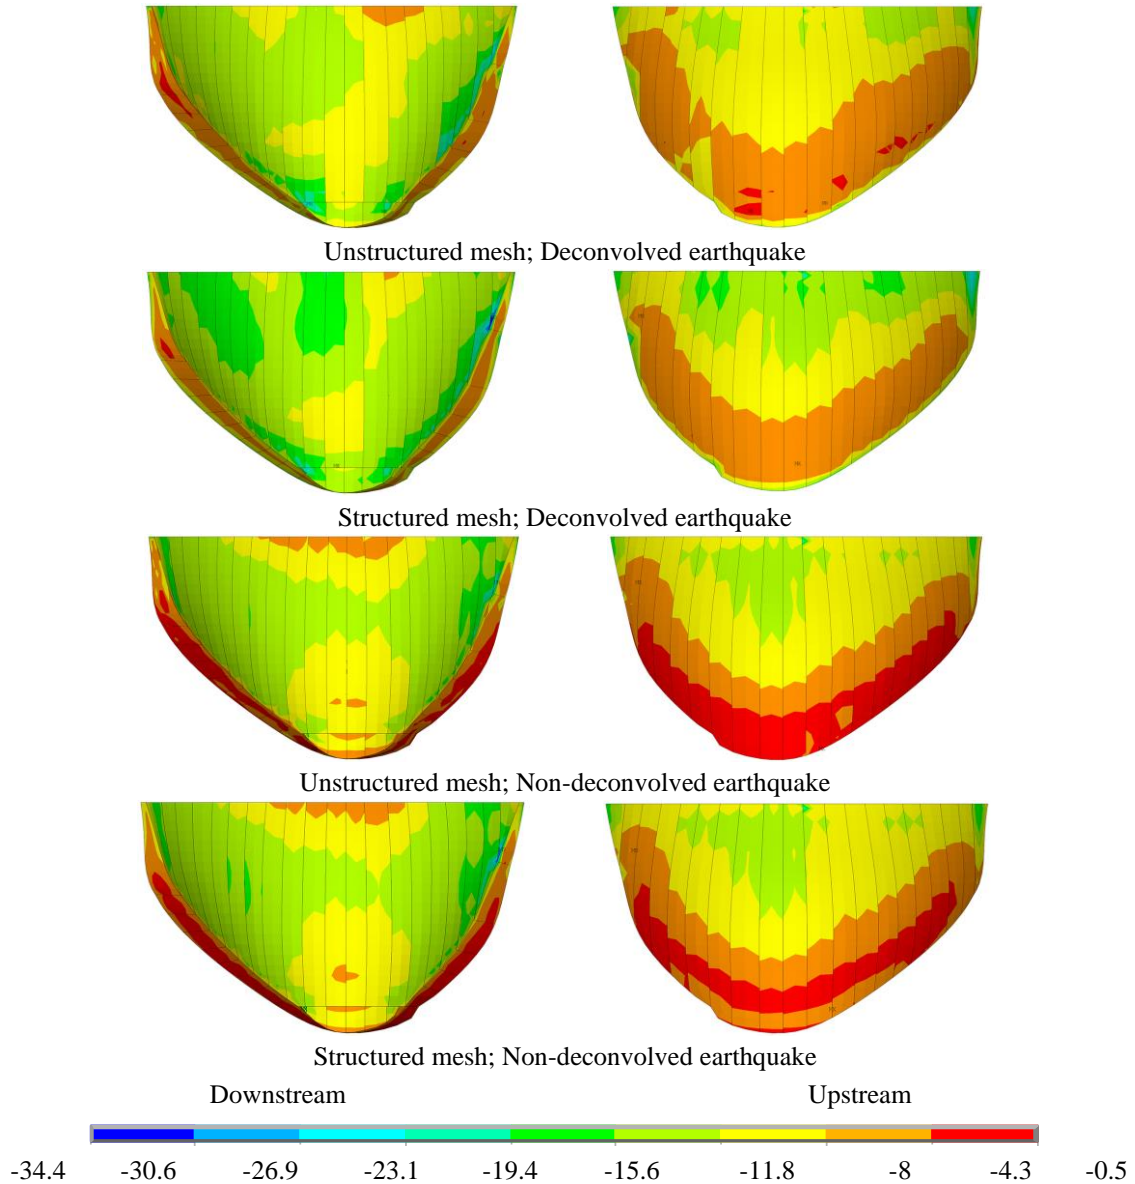 Unstructured mesh; Deconvolved earthquake
Structured mesh; Deconvolved earthquake
Unstructured mesh; Non-deconvolved earthquake
Structured mesh; Non-deconvolved earthquake
Downstream Upstream
-34.4 -30.6 -26.9 -23.1 -19.4 -15.6 -11.8 -8 -4.3 -0.5